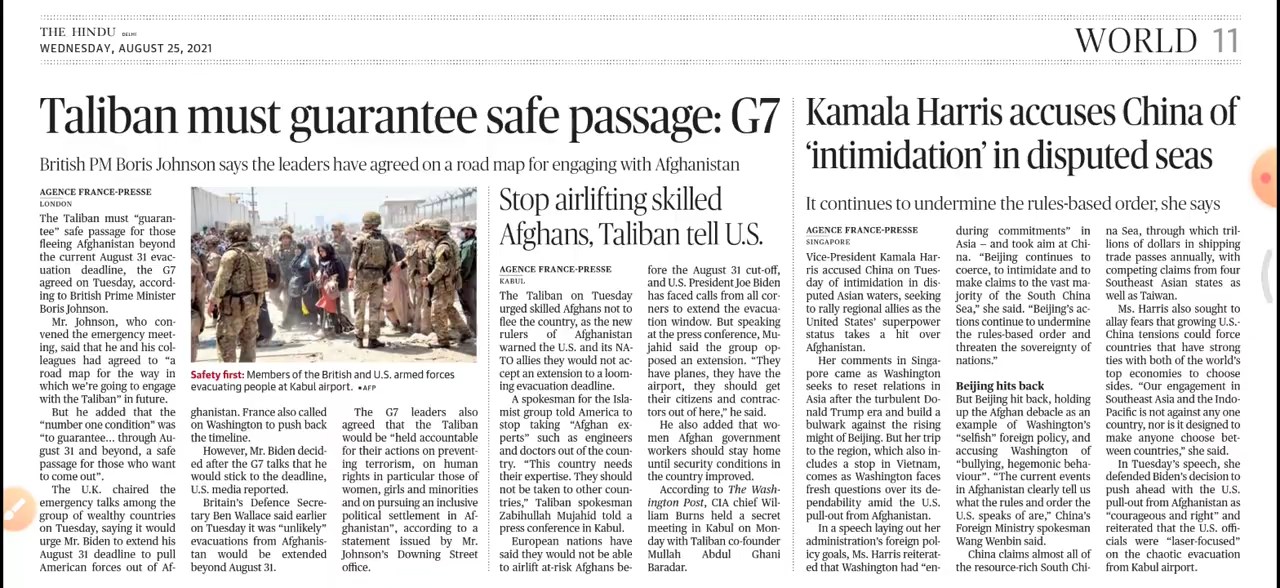 THE HINDU DELHI
WEDNESDAY, AUGUST 25, 2021
WORLD 11
Taliban must guarantee safe passage: G7
British PM Boris Johnson says the leaders have agreed on a road map for engaging with Afghanistan
AGENCE FRANCE-PRESSE
LONDON
The Taliban must “guaran-
tee” safe passage for those
fleeing Afghanistan beyond
the current August 31 evac-
uation deadline, the G7
agreed on Tuesday, accord-
ing to British Prime Minister
Boris Johnson.
Mr. Johnson, who con-
vened the emergency meet-
ing, said that he and his col-
leagues had agreed to “a
road map for the way in
which we're going to engage
with the Taliban” in future.
But he added that the
“number one condition” was
“to guarantee... through Au-
gust 31 and beyond, a safe
passage for those who want
to come out”.
The U.K. chaired the
emergency talks among the
group of wealthy countries
on Tuesday, saying it would
urge Mr. Biden to extend his
August 31 deadline to pull
American forces out of Af-
Safety first: Members of the British and U.S. armed forces
evacuating people at Kabul airport. •AFP
ghanistan. France also called
on Washington to push back
the timeline.
However, Mr. Biden decid-
ed after the G7 talks that he
would stick to the deadline,
U.S. media reported.
Britain's Defence Secre-
tary Ben Wallace said earlier
on Tuesday it was “unlikely”
evacuations from Afghanis-
tan would be extended
beyond August 31.
The G7 leaders also
agreed that the Taliban
would be “held accountable
for their actions on prevent-
ing terrorism, on human
rights in particular those of
women, girls and minorities
and on pursuing an inclusive
political settlement in Af-
ghanistan”, according to a
statement issued by Mr.
Johnson's Downing Street
office.
Stop airlifting skilled
Afghans, Taliban tell U.S.
AGENCE FRANCE-PRESSE
KABUL
The Taliban on Tuesday
urged skilled Afghans not to
flee the country, as the new
rulers of Afghanistan
warned the U.S. and its NA-
TO allies they would not ac-
cept an extension to a loom-
ing evacuation deadline.
A spokesman for the Isla-
mist group told America to
stop taking “Afghan ex-
perts” such as engineers
and doctors out of the coun-
try. “This country needs
their expertise. They should
not be taken to other coun-
tries,” Taliban spokesman
Zabihullah Mujahid told a
press conference in Kabul.
European nations have
said they would not be able
to airlift at-risk Afghans be-
fore the August 31 cut-off,
and U.S. President Joe Biden
has faced calls from all cor-
ners to extend the evacua-
tion window. But speaking
at the press conference, Mu-
jahid said the group op-
posed an extension. “They
have planes, they have the
airport, they should get
their citizens and contrac-
tors out of here,” he said.
He also added that wo-
men Afghan government
workers should stay home
until security conditions in
the country improved.
According to The Wash-
ington Post, CIA chief Wil-
liam Burns held a secret
meeting in Kabul on Mon-
day with Taliban co-founder
Mullah Abdul Ghani
Baradar.
Kamala Harris accuses China of
‘intimidation’ in disputed seas
It continues to undermine the rules-based order, she says
AGENCE FRANCE-PRESSE
SINGAPORE
Vice-President Kamala Har-
ris accused China on Tues-
day of intimidation in dis-
puted Asian waters, seeking
to rally regional allies as the
United States' superpower
status takes a hit over
Afghanistan.
Her comments in Singa-
pore came as Washington
seeks to reset relations in
Asia after the turbulent Do-
nald Trump era and build a
bulwark against the rising
might of Beijing. But her trip
to the region, which also in-
cludes a stop in Vietnam,
comes as Washington faces
fresh questions over its de-
pendability amid the U.S.
pull-out from Afghanistan.
In a speech laying out her
administration's foreign pol-
icy goals, Ms. Harris reiterat-
ed that Washington had “en-
during commitments” in
Asia – and took aim at Chi-
na. “Beijing continues to
coerce, to intimidate and to
make claims to the vast ma-
jority of the South China
Sea,” she said. “Beijing's ac-
tions continue to undermine
the rules-based order and
threaten the sovereignty of
nations.”
Beijing hits back
But Beijing hit back, holding
up the Afghan debacle as an
example of Washington's
“selfish” foreign policy, and
accusing Washington of
“bullying, hegemonic beha-
viour”. “The current events
in Afghanistan clearly tell us
what the rules and order the
U.S. speaks of are,” China's
Foreign Ministry spokesman
Wang Wenbin said.
China claims almost all of
the resource-rich South Chi-
na Sea, through which tril-
lions of dollars in shipping
trade passes annually, with
competing claims from four
Southeast Asian states as
well as Taiwan.
Ms. Harris also sought to
allay fears that growing U.S.-
China tensions could force
countries that have strong
ties with both of the world's
top economies to choose
sides. “Our engagement in
Southeast Asia and the Indo-
Pacific is not against any one
country, nor is it designed to
make anyone choose bet-
ween countries,” she said.
In Tuesday's speech, she
defended Biden's decision to
push ahead with the U.S.
pull-out from Afghanistan as
“courageous and right” and
reiterated that the U.S. offi-
cials were “laser-focused”
on the chaotic evacuation
from Kabul airport.